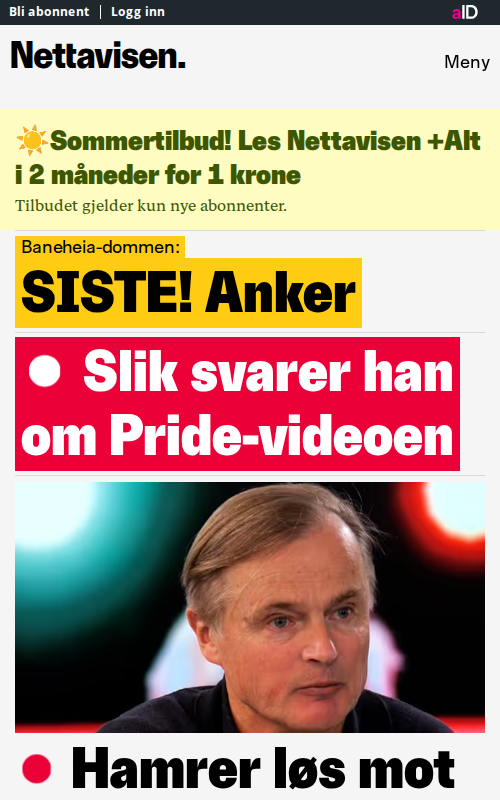 Bli abonnent | Logg inn
aID
Nettavisen.
Meny
☀️Sommertilbud! Les Nettavisen +Alt
i 2 måneder for 1 krone
Tilbudet gjelder kun nye abonnenter.
Baneheia-dommen:
SISTE! Anker
Slik svarer han
om Pride-videoen
Hamrer løs mot